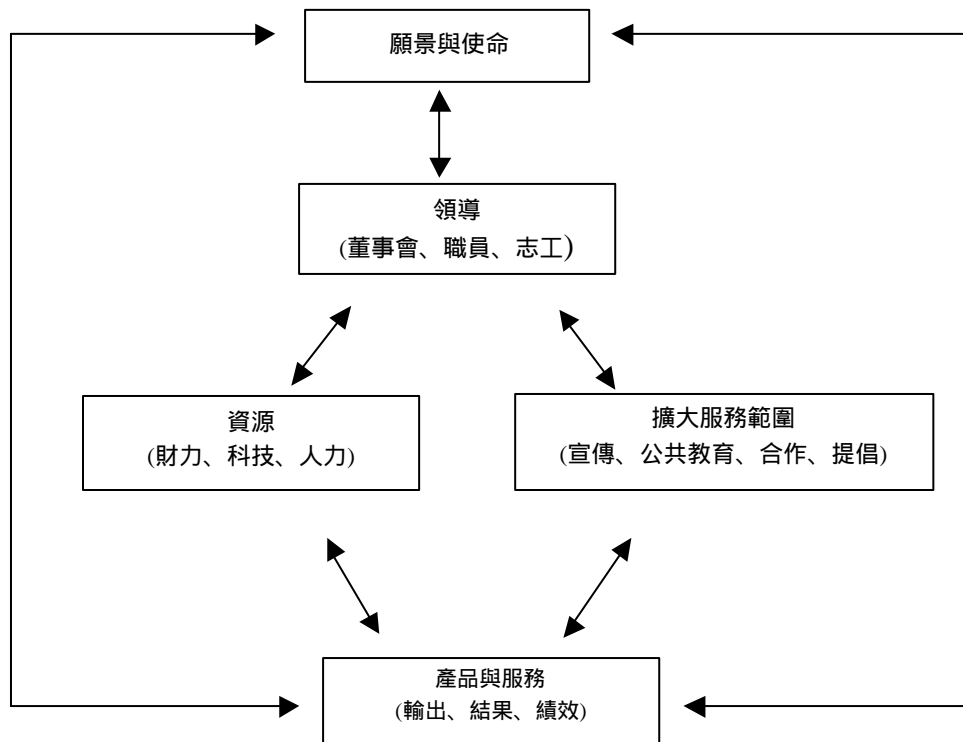 願景與使命
領導
(董事會、職員、志工)
資源
(財力、科技、人力)
擴大服務範圍
(宣傳、公共教育、合作、提倡)
產品與服務
(輸出、結果、績效)